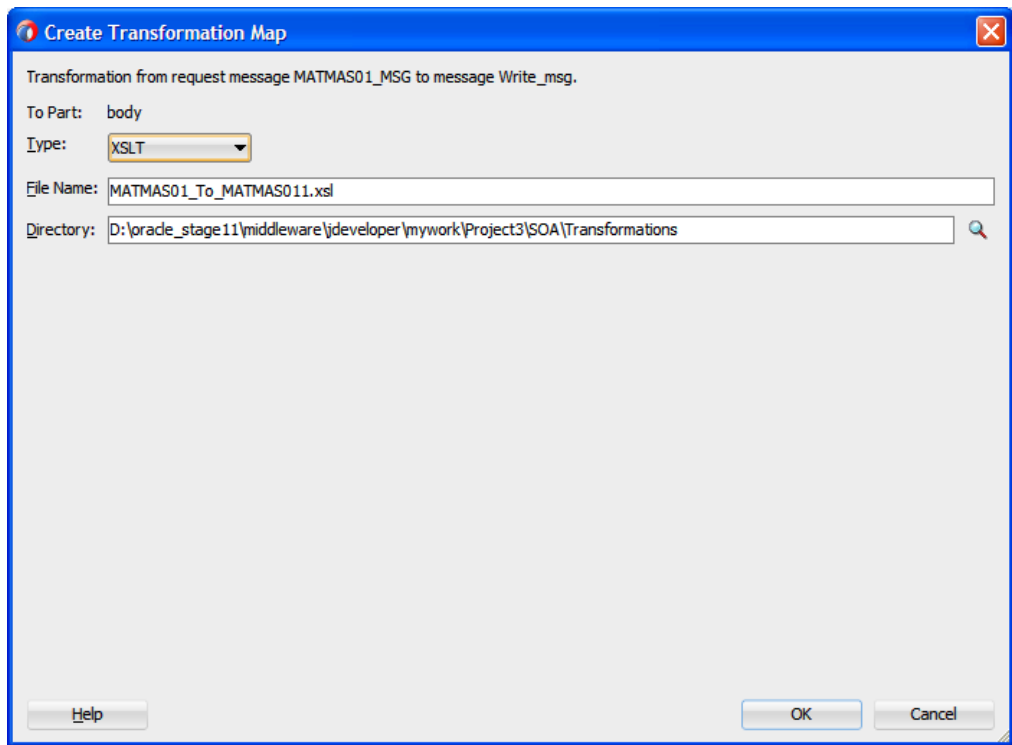 Create Transformation Map
Transformation from request message MATMAS01_MSG to message Write_msg.
To Part: body
Type: XSLT
File Name: MATMAS01_To_MATMAS011.xsl
Directory: D:\oracle_stage11\middleware\jdeveloper\mywork\Project3\SOA\Transformations
Help OK Cancel